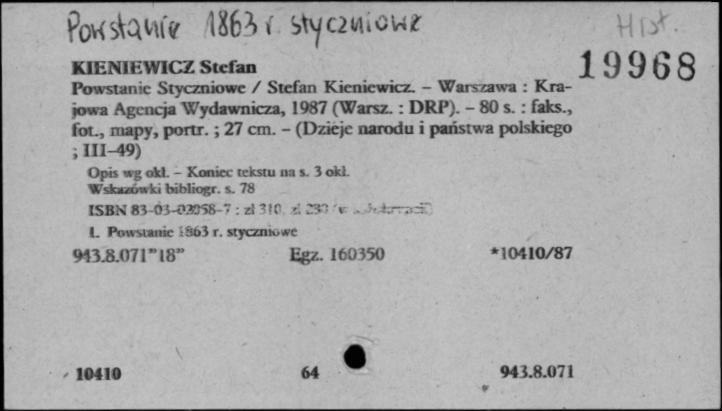 Powstanie 1863 r. styczniowe
Hist.
19968
KIENIEWICZ Stefan
Powstanie Styczniowe / Stefan Kieniewicz. – Warszawa : Kra-
jowa Agencja Wydawnicza, 1987 (Warsz. : DRP). – 80 s. : faks.,
fot., mapy, portr. ; 27 cm. – (Dzieje narodu i państwa polskiego
; III–49)
Opis wg okł. – Koniec tekstu na s. 3 okł.
Wskazówki bibliogr. s. 78
ISBN 83-03-02058-7 : zł 310, zł 230
1. Powstanie 1863 r. styczniowe
943.8.071"18" Egz. 160350 *10410/87
10410 64 943.8.071